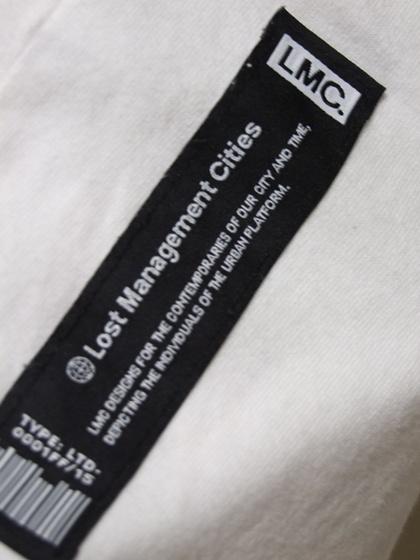 LMC.
Lost Management Cities
LMC DESIGNS FOR THE CONTEMPORARIES OF OUR CITY AND TIME,
DEPICTING THE INDIVIDUALS OF THE URBAN PLATFORM.
TYPE: LTD-
0001FF/15